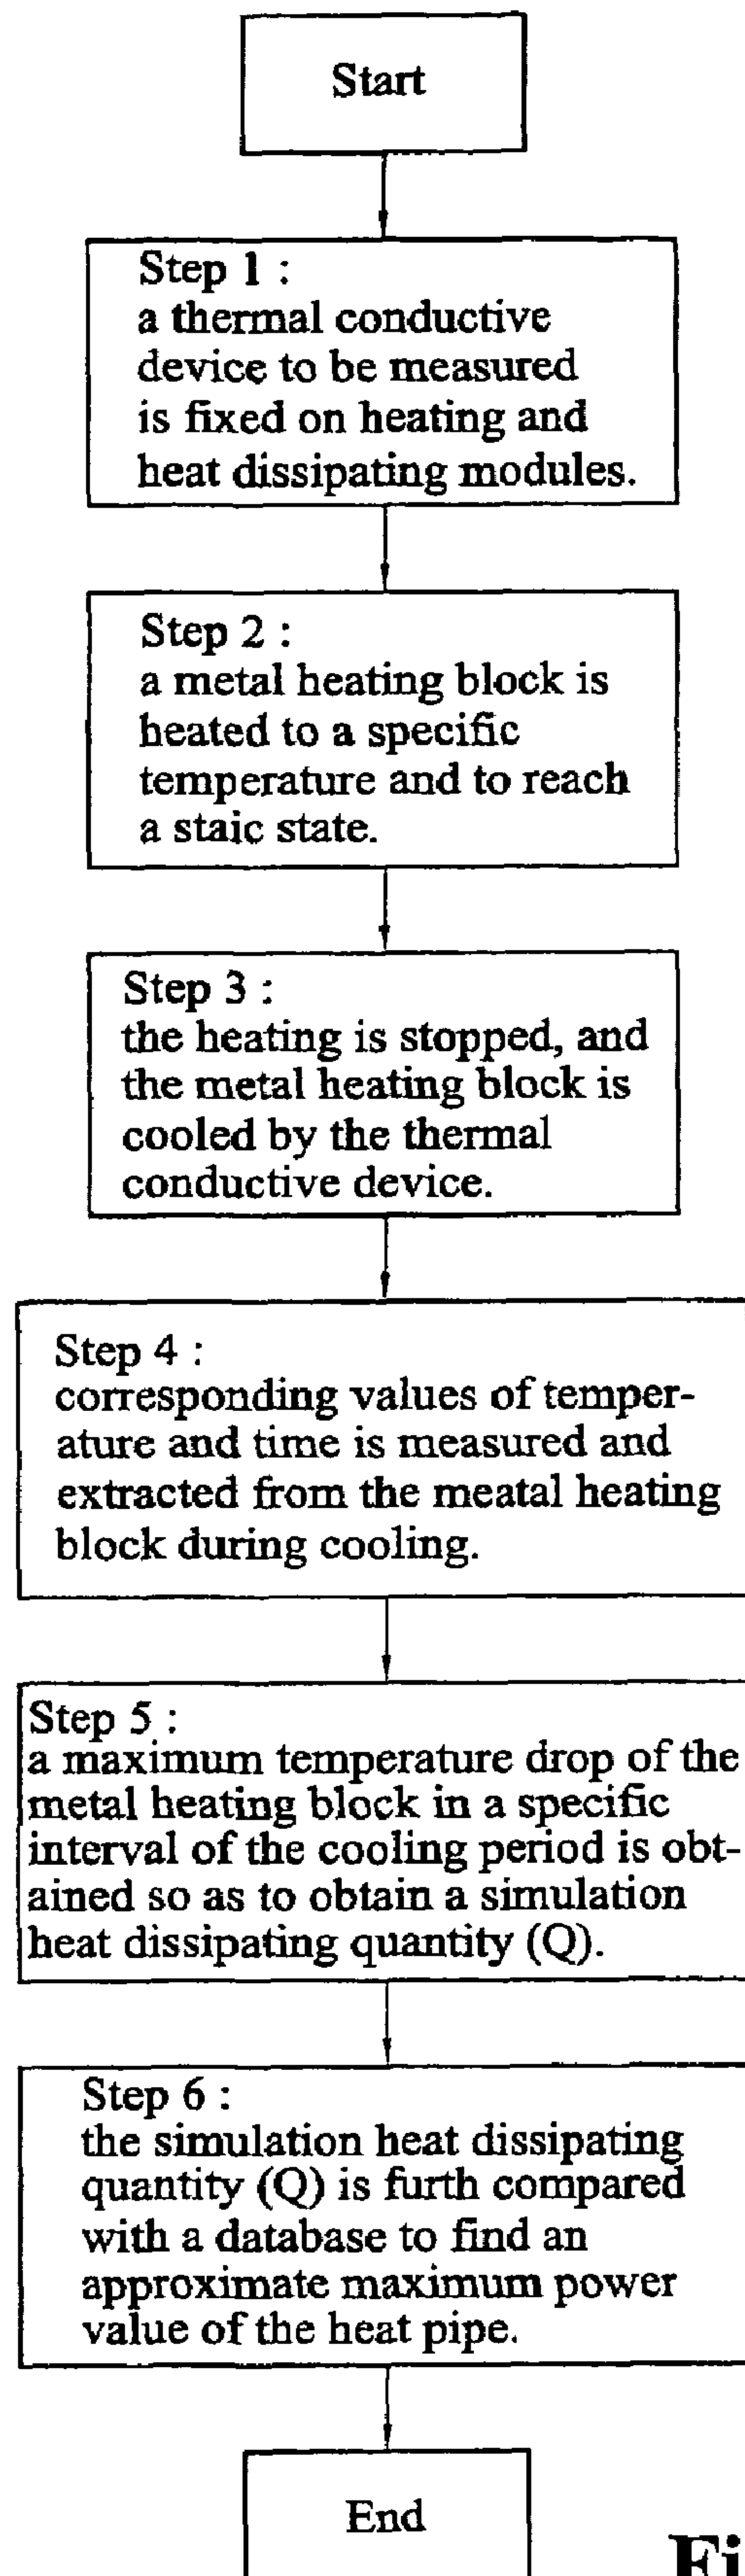 Start
Step 1 :
a thermal conductive
device to be measured
is fixed on heating and
heat dissipating modules.
Step 2 :
a metal heating block is
heated to a specific
temperature and to reach
a staic state.
Step 3 :
the heating is stopped, and
the metal heating block is
cooled by the thermal
conductive device.
Step 4 :
corresponding values of temper-
ature and time is measured and
extracted from the meatal heating
block during cooling.
Step 5 :
a maximum temperature drop of the
metal heating block in a specific
interval of the cooling period is obt-
ained so as to obtain a simulation
heat dissipating quantity (Q).
Step 6 :
the simulation heat dissipating
quantity (Q) is furth compared
with a database to find an
approximate maximum power
value of the heat pipe.
End